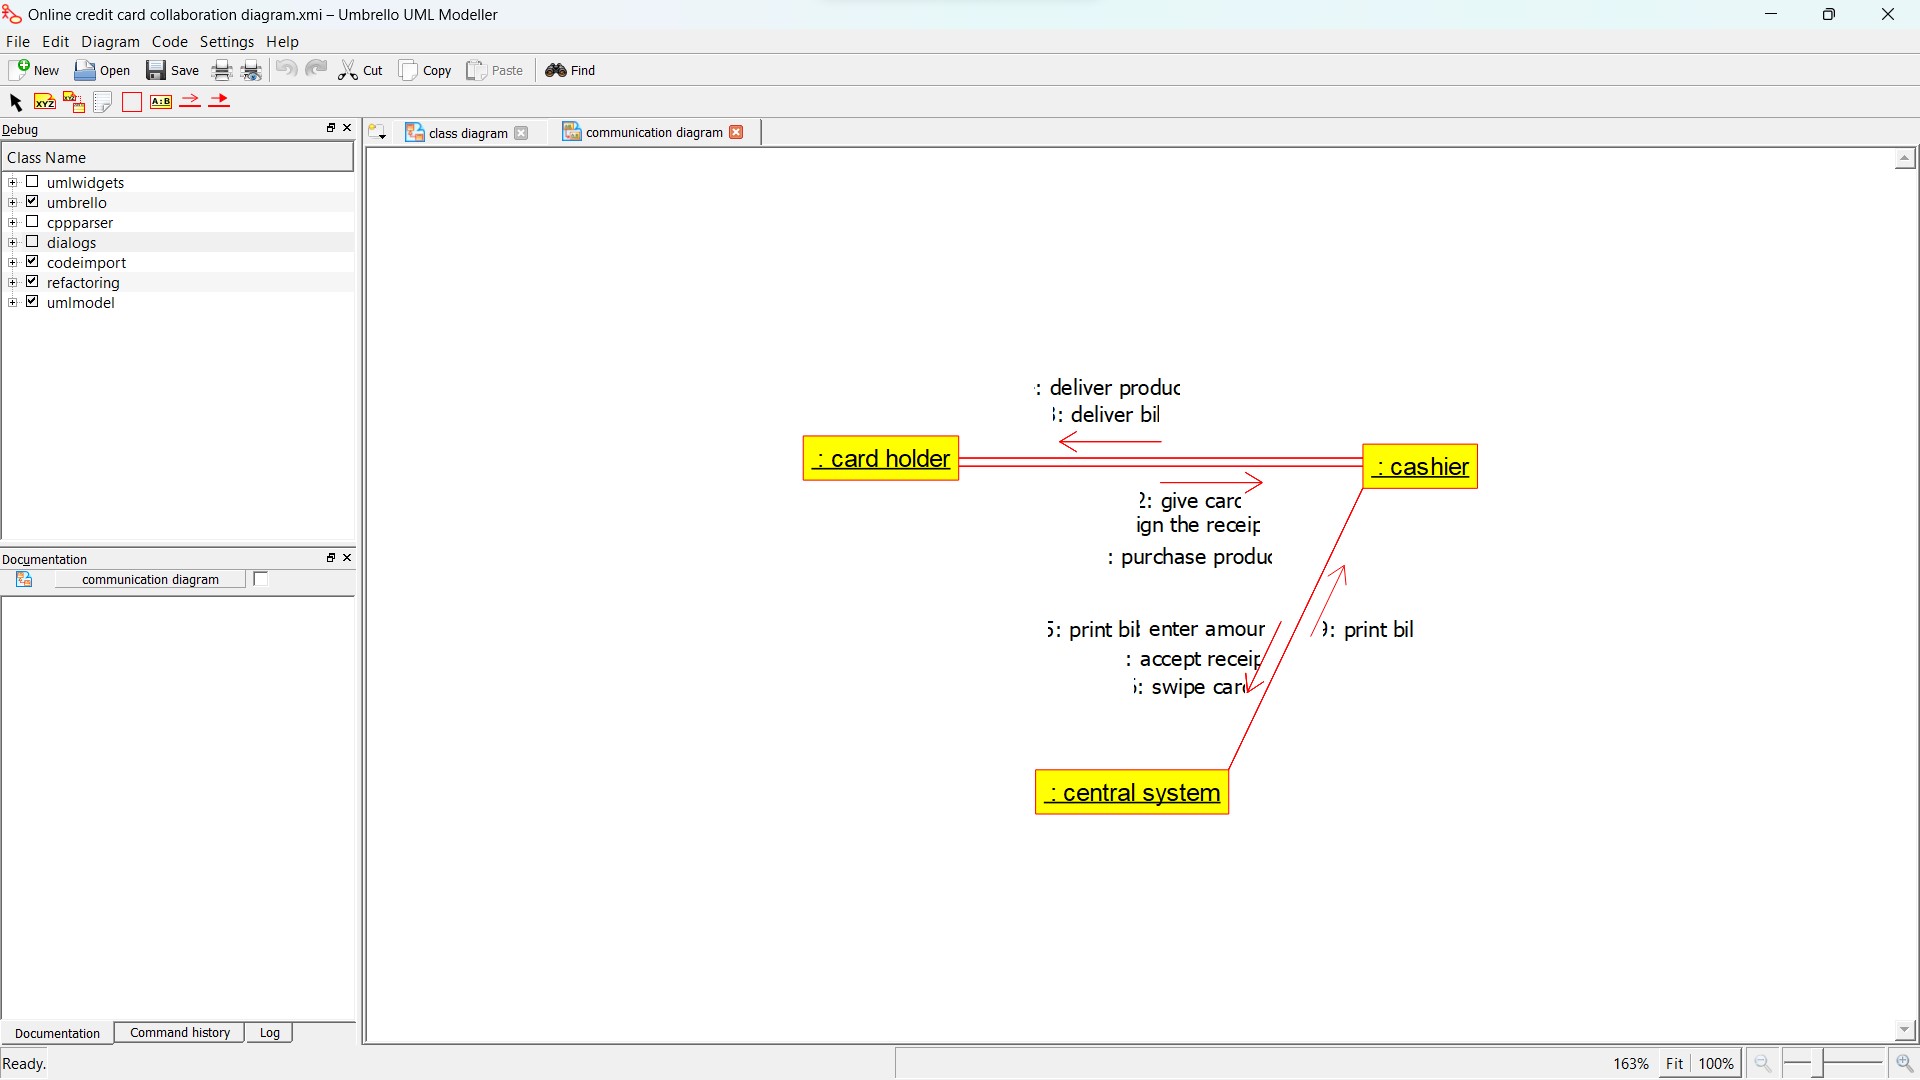 Online credit card collaboration diagram.xmi – Umbrello UML Modeller
File Edit Diagram Code Settings Help
New Open Save Cut Copy Paste Find
XYZ A:B
Debug
class diagram communication diagram
Class Name
umlwidgets
umbrello
cppparser
dialogs
codeimport
refactoring
umlmodel
: deliver produc
: deliver bil
: card holder
: cashier
2: give carc
ign the receip
: purchase produc
Documentation
communication diagram
5: print bil enter amour 9: print bil
: accept receip
: swipe car
: central system
Documentation Command history Log
Ready. 163% Fit 100%